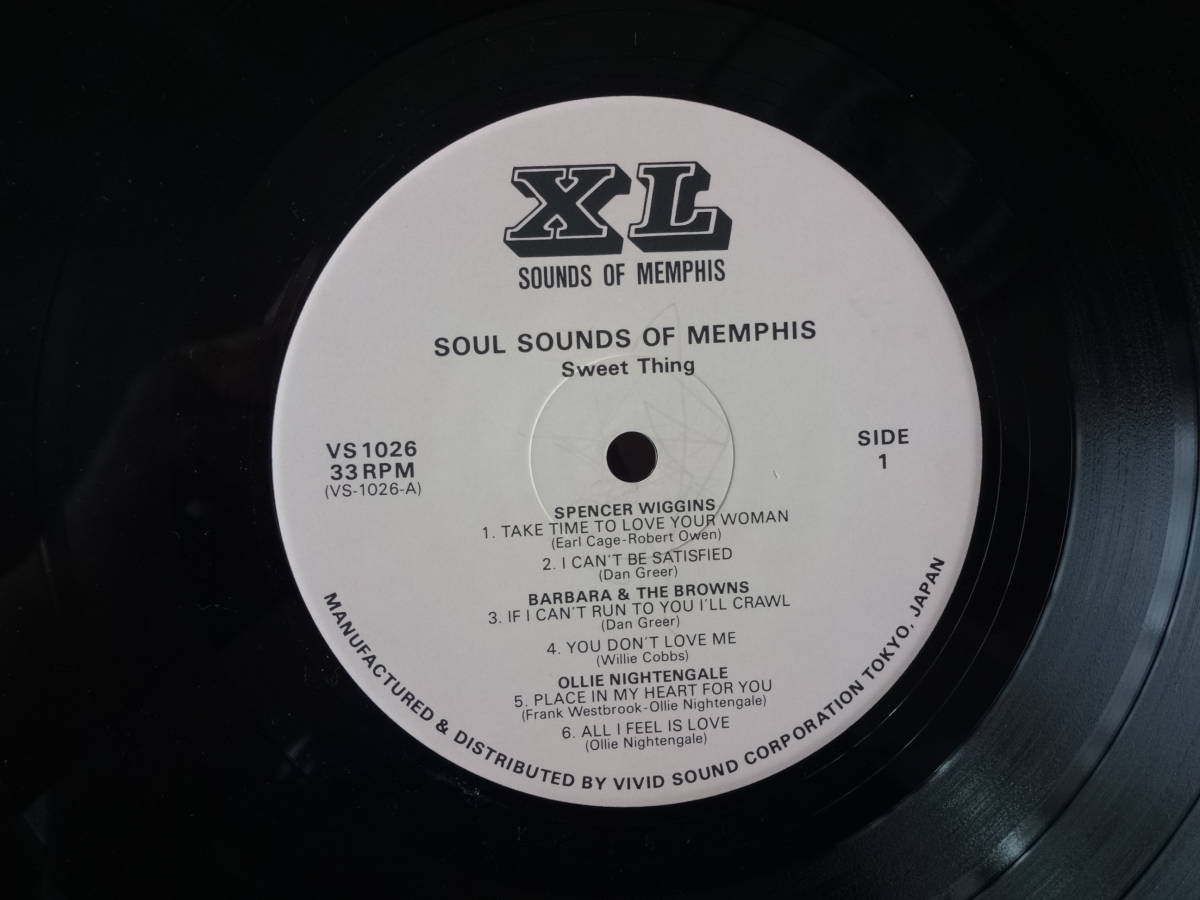 XL
SOUNDS OF MEMPHIS
SOUL SOUNDS OF MEMPHIS
Sweet Thing
VS 1026
33 RPM
(VS-1026-A)
SIDE
1
SPENCER WIGGINS
1. TAKE TIME TO LOVE YOUR WOMAN
(Earl Cage-Robert Owen)
2. I CAN'T BE SATISFIED
(Dan Greer)
BARBARA & THE BROWNS
3. IF I CAN'T RUN TO YOU I'LL CRAWL
(Dan Greer)
4. YOU DON'T LOVE ME
(Willie Cobbs)
OLLIE NIGHTENGALE
5. PLACE IN MY HEART FOR YOU
(Frank Westbrook-Ollie Nightengale)
6. ALL I FEEL IS LOVE
(Ollie Nightengale)
MANUFACTURED & DISTRIBUTED BY VIVID SOUND CORPORATION TOKYO, JAPAN